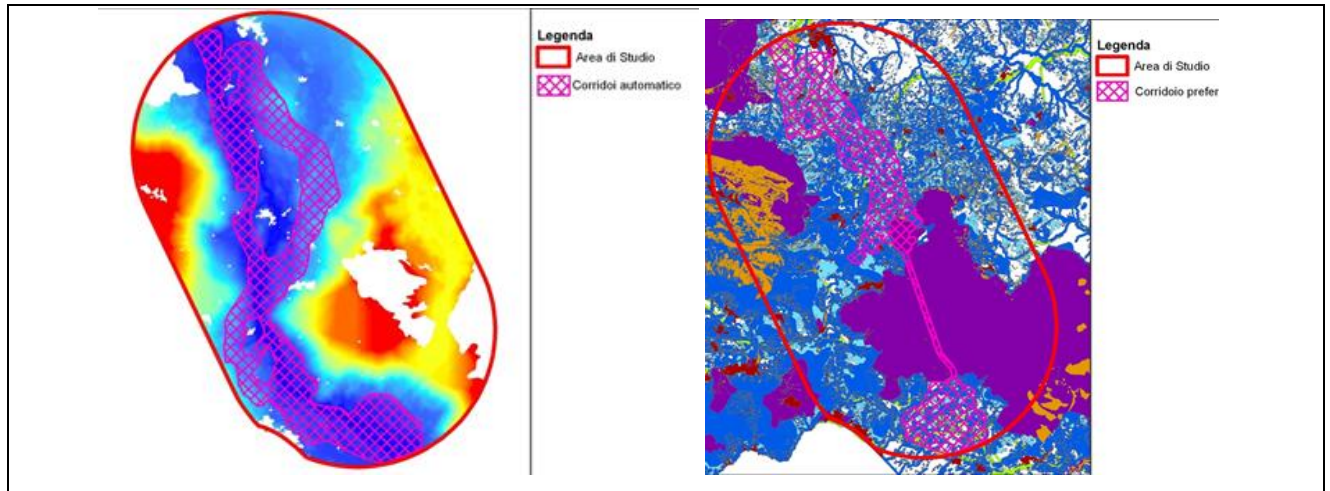 Legenda
Area di Studio
Corridoi automatico
Legenda
Area di Studio
Corridoio prefer